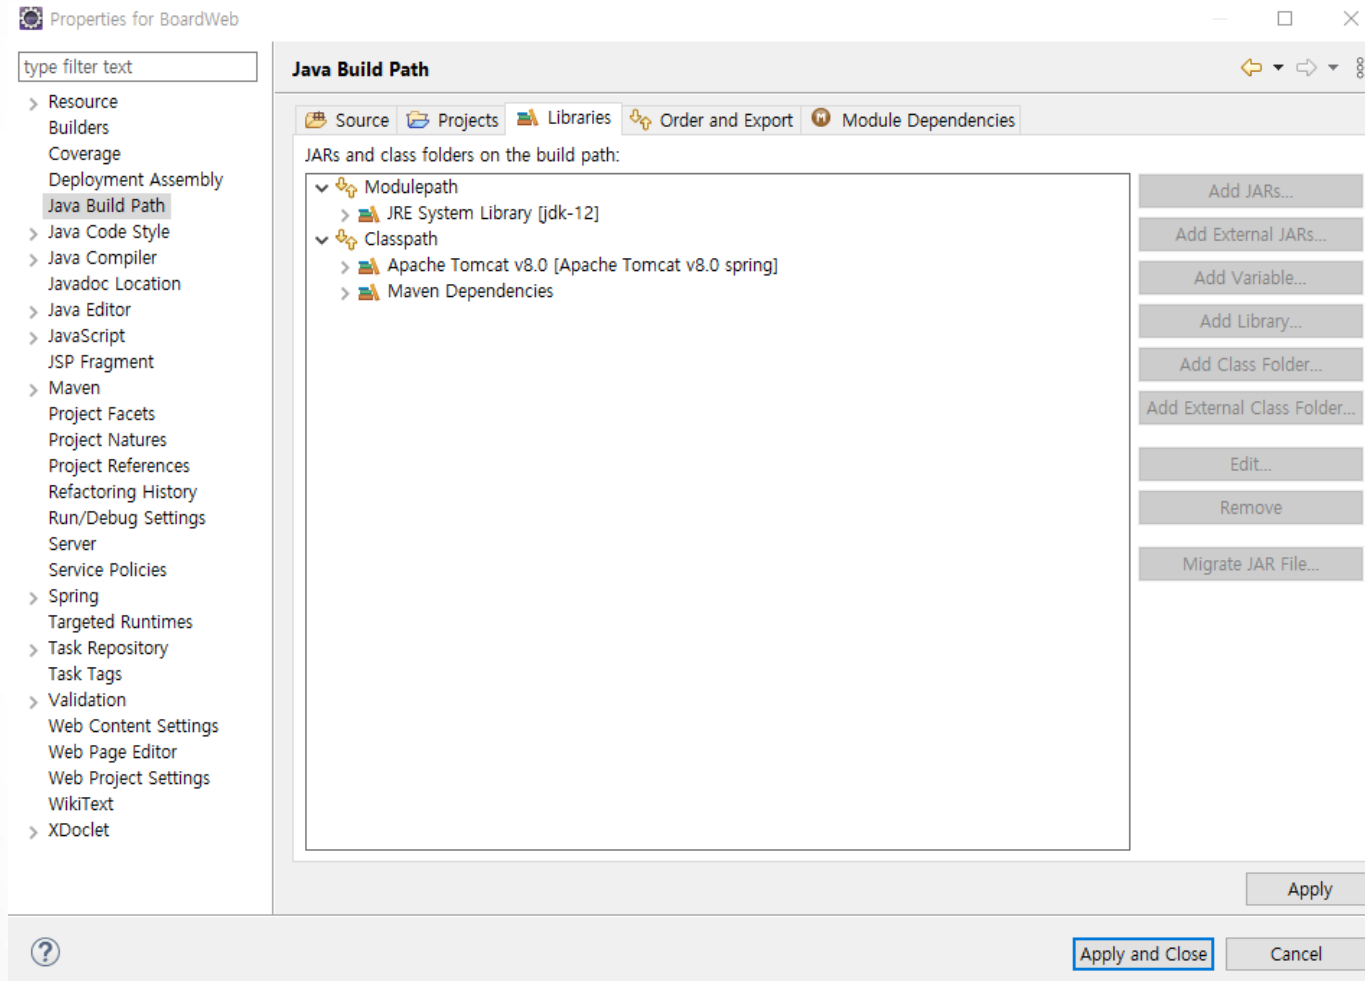 Properties for BoardWeb
type filter text
Resource
Builders
Coverage
Deployment Assembly
Java Build Path
Java Code Style
Java Compiler
Javadoc Location
Java Editor
JavaScript
JSP Fragment
Maven
Project Facets
Project Natures
Project References
Refactoring History
Run/Debug Settings
Server
Service Policies
Spring
Targeted Runtimes
Task Repository
Task Tags
Validation
Web Content Settings
Web Page Editor
Web Project Settings
WikiText
XDoclet
Java Build Path
Source Projects Libraries Order and Export Module Dependencies
JARs and class folders on the build path:
Modulepath
JRE System Library [jdk-12]
Classpath
Apache Tomcat v8.0 [Apache Tomcat v8.0 spring]
Maven Dependencies
Add JARs...
Add External JARs...
Add Variable...
Add Library...
Add Class Folder...
Add External Class Folder...
Edit...
Remove
Migrate JAR File...
Apply
Apply and Close Cancel